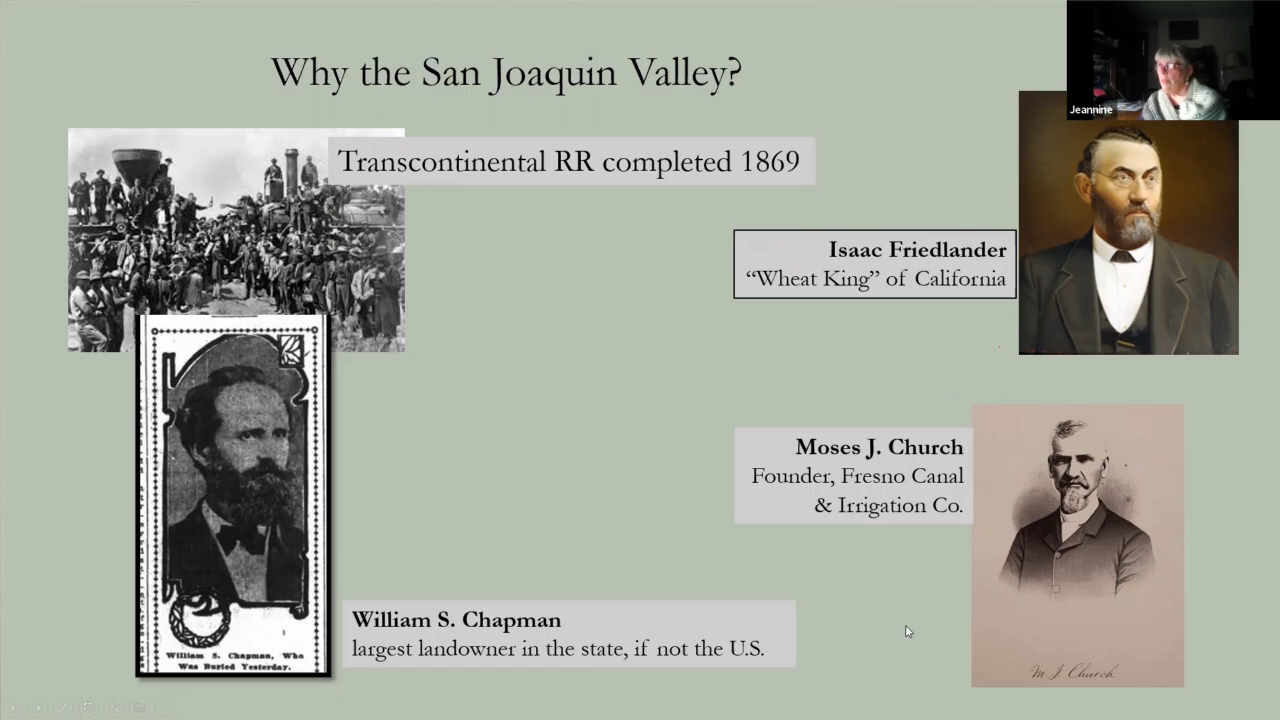 Why the San Joaquin Valley?
Jeannine
Transcontinental RR completed 1869
Isaac Friedlander
“Wheat King” of California
Moses J. Church
Founder, Fresno Canal
& Irrigation Co.
William S. Chapman
largest landowner in the state, if not the U.S.
William S. Chapman, Who
Was Buried Yesterday.
M. J. Church